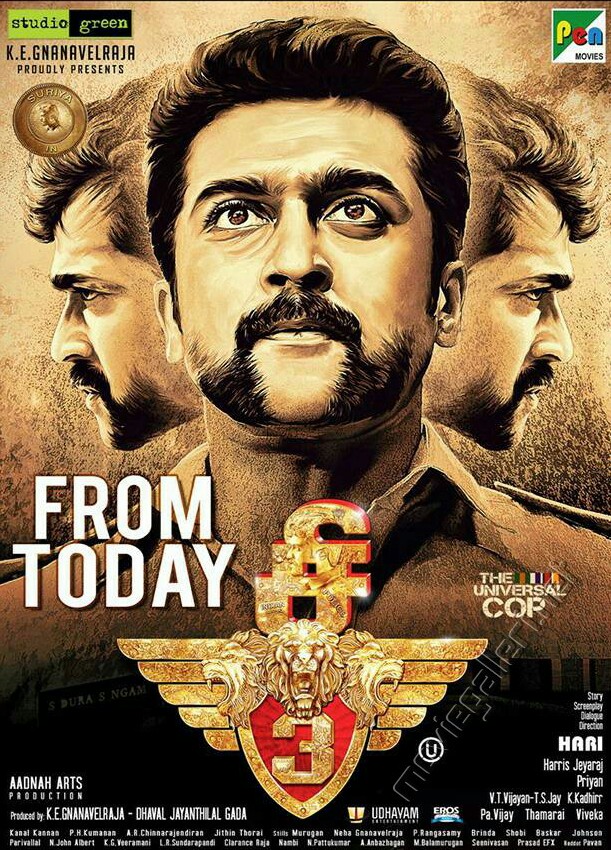 studio green
K.E.GNANAVELRAJA
PROUDLY PRESENTS
Pen
MOVIES
SURIYA
IN
FROM
TODAY
சி
3
THE
UNIVERSAL
COP
S DURA S NGAM
Story
Screenplay
Dialogue
Direction
HARI
Harris Jeyaraj
Priyan
V.T.Vijayan-T.S.Jay K.Kadhirr
Pa.Vijay Thamarai Viveka
AADNAH ARTS
PRODUCTION
Produced by: K.E.GNANAVELRAJA - DHAVAL JAYANTHILAL GADA
U
UDHAYAM
EROS
Kanal Kannan P.H.Kumanan A.R.Chinnarajendiran Jithin Thorai Stills Murugan Neha Gnanavelraja P.Rangasamy Brinda Shobi Baskar Johnson
Parivallal N.John Albert K.G.Veeramani L.R.Sundarapandi Clarance Raja Nambi N.Pattukumar A.Anbazhagan M.Balamurugan Seenivasan Prasad EFX Pavan
moviegalleri.net